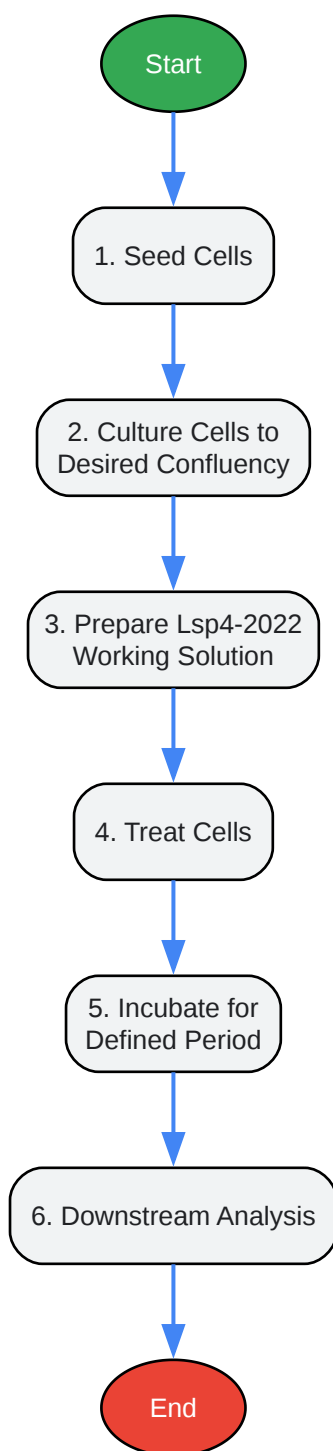 Start
1. Seed Cells
2. Culture Cells to
Desired Confluency
3. Prepare Lsp4-2022
Working Solution
4. Treat Cells
5. Incubate for
Defined Period
6. Downstream Analysis
End